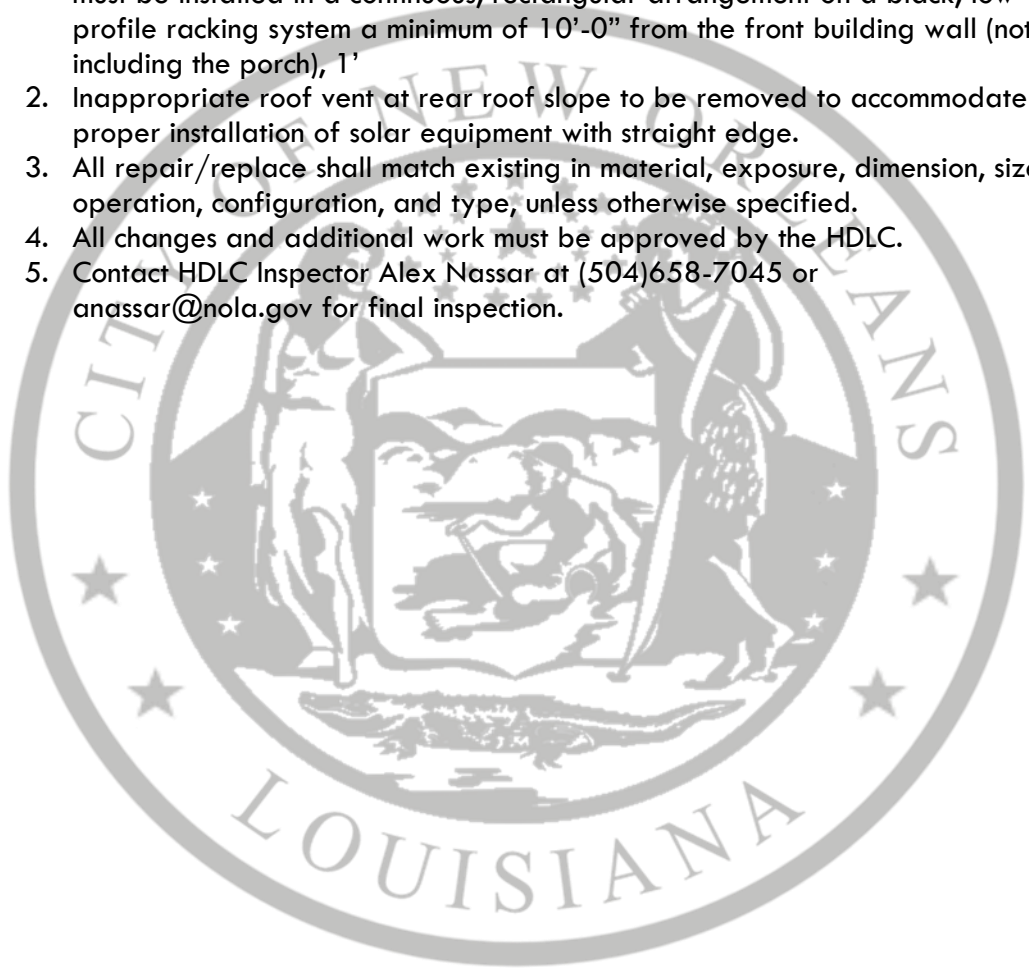 must be installed in a continuous/rectangular arrangement on a black/low
profile racking system a minimum of 10’-0” from the front building wall (not
including the porch), 1’
2. Inappropriate roof vent at rear roof slope to be removed to accommodate
proper installation of solar equipment with straight edge.
3. All repair/replace shall match existing in material, exposure, dimension, size
operation, configuration, and type, unless otherwise specified.
4. All changes and additional work must be approved by the HDLC.
5. Contact HDLC Inspector Alex Nassar at (504)658-7045 or
anassar@nola.gov for final inspection.
CITY OF NEW ORLEANS
LOUISIANA